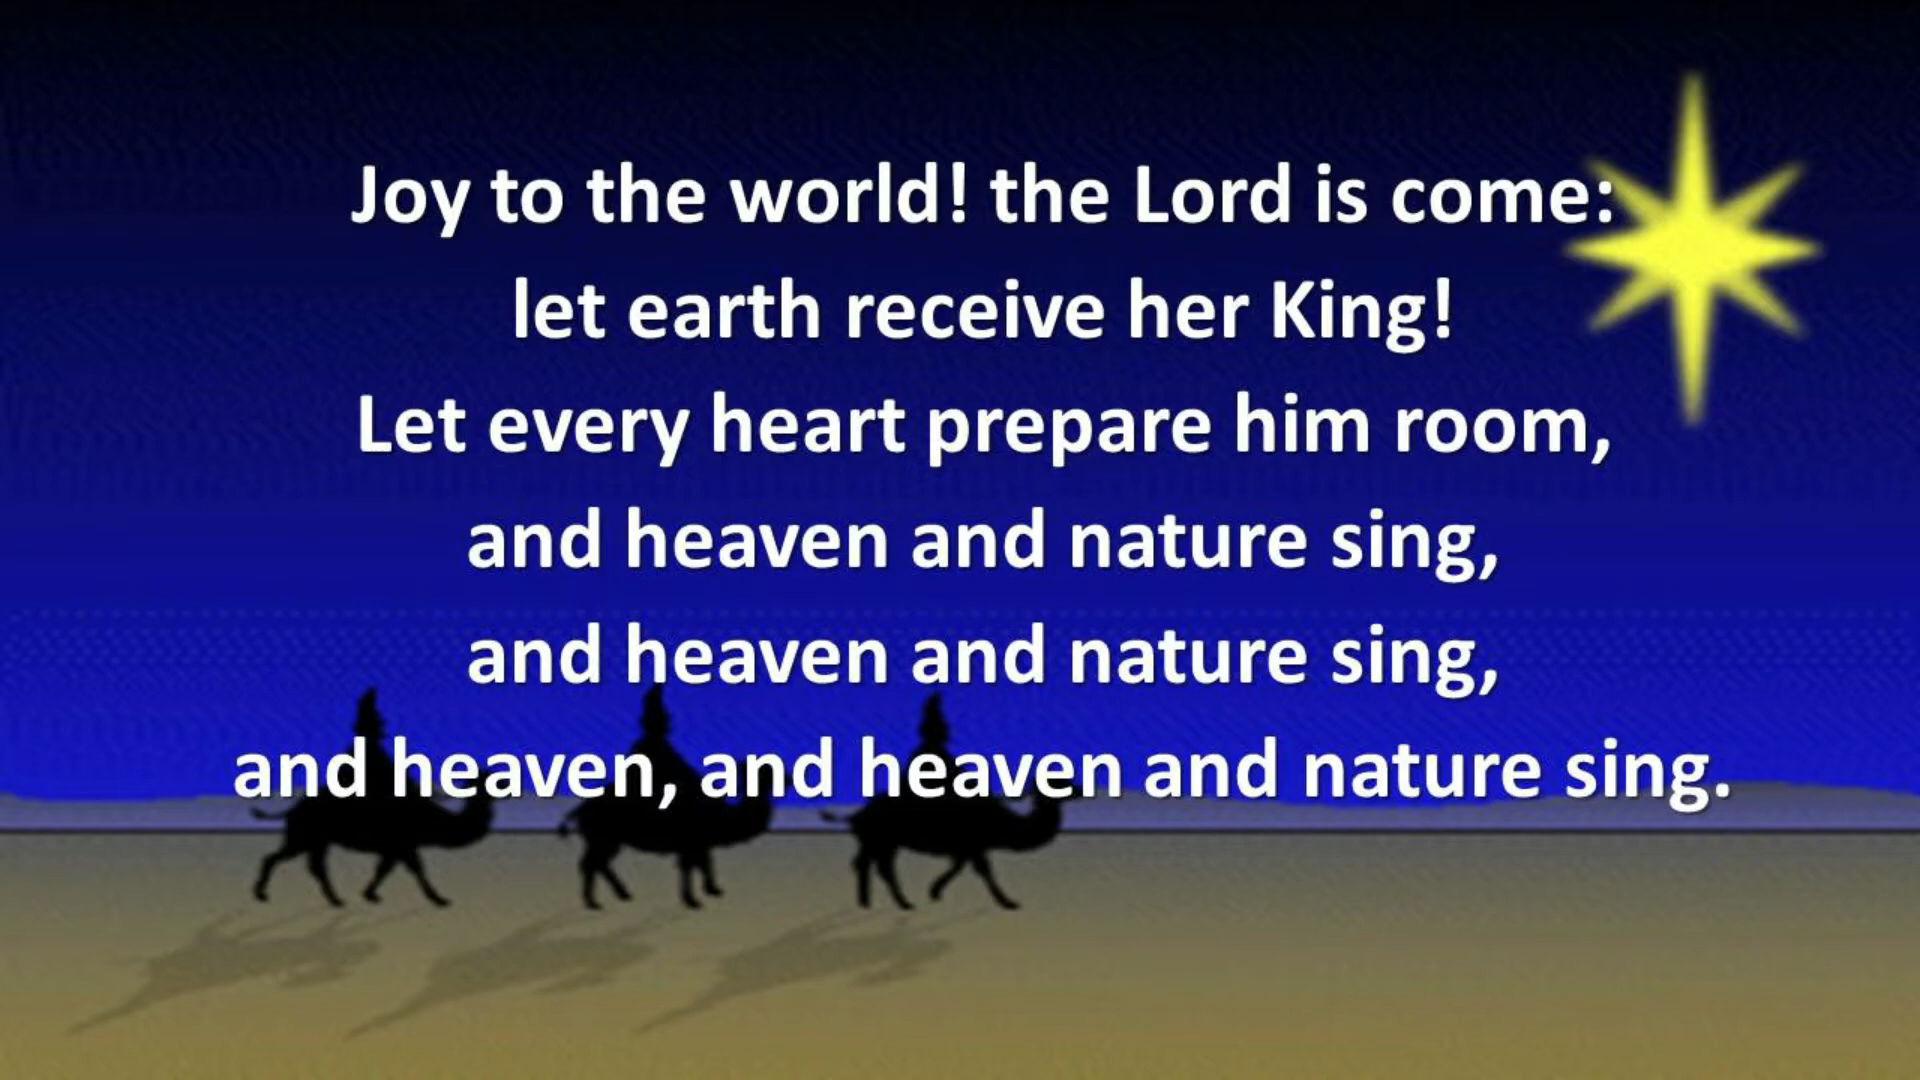 Joy to the world! the Lord is come:
let earth receive her King!
Let every heart prepare him room,
and heaven and nature sing,
and heaven and nature sing,
and heaven, and heaven and nature sing.